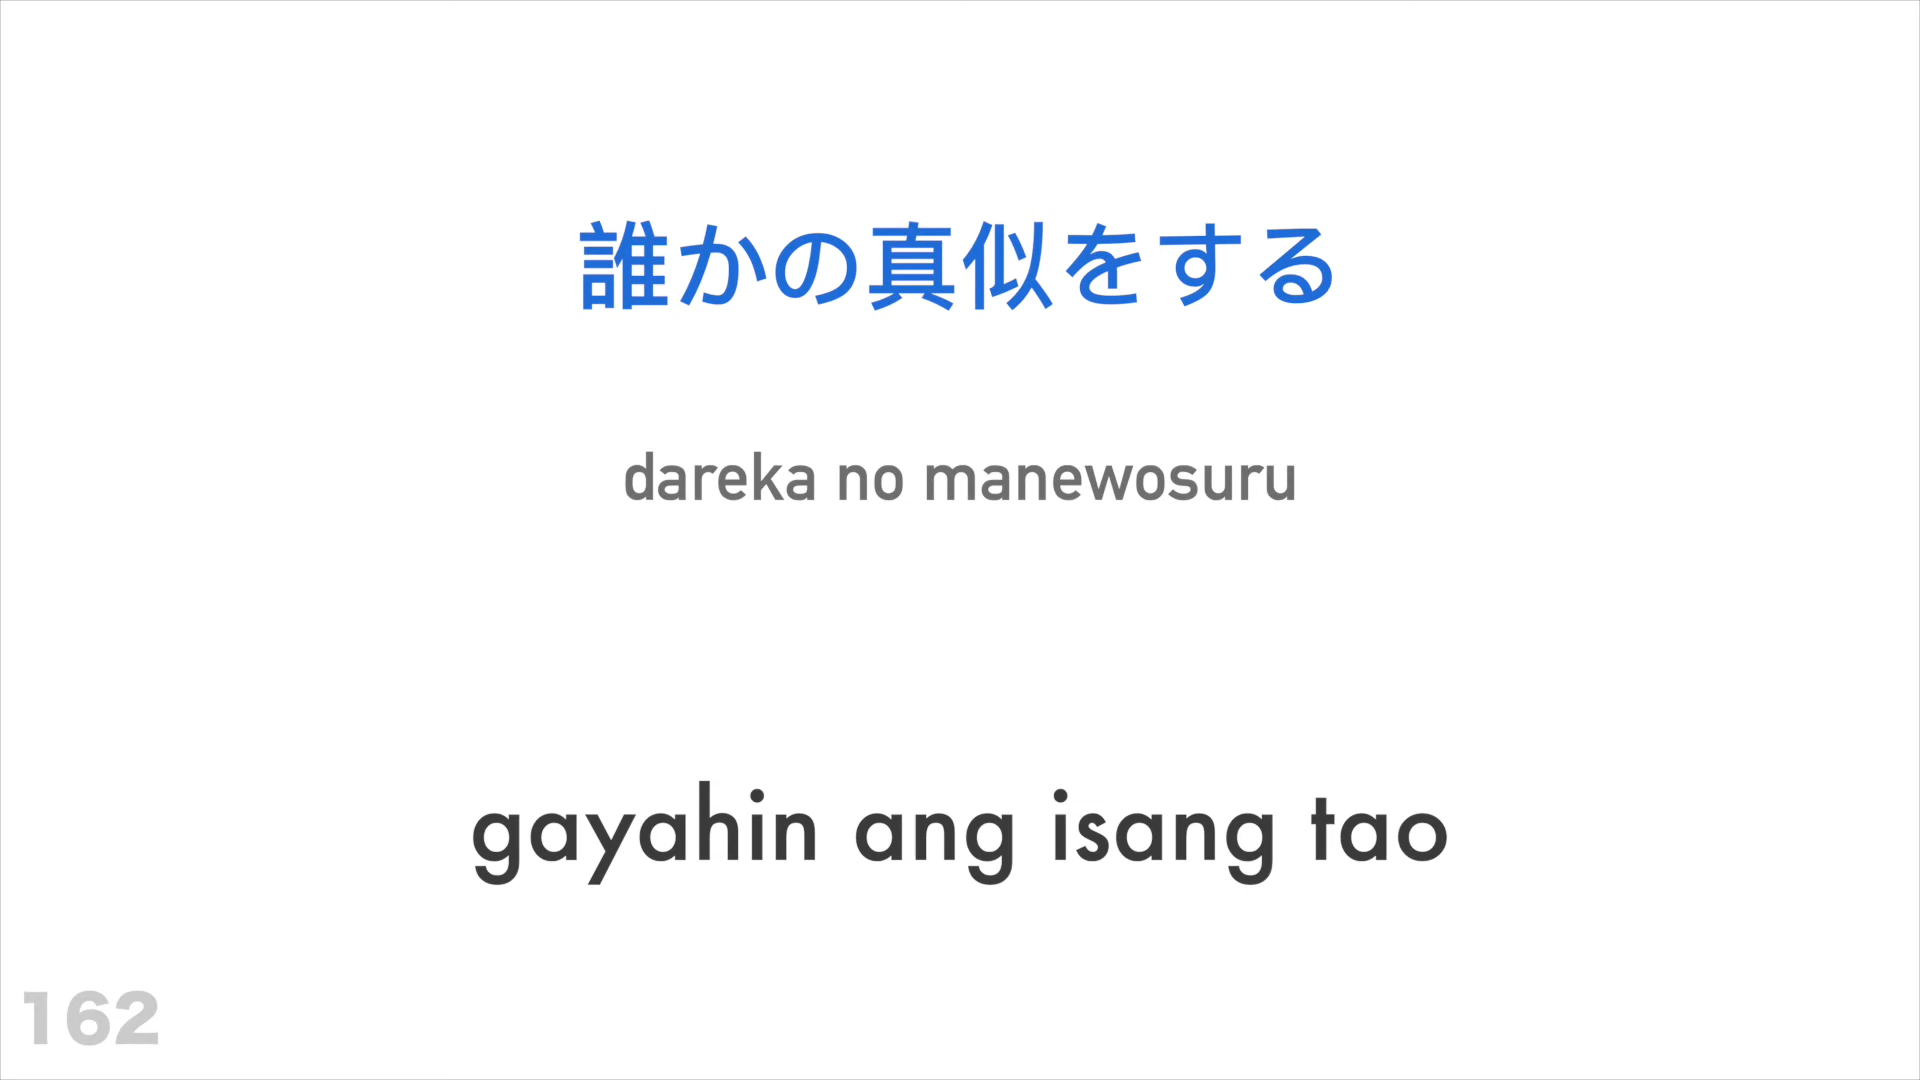 誰かの真似をする
dareka no manewosuru
gayahin ang isang tao
162